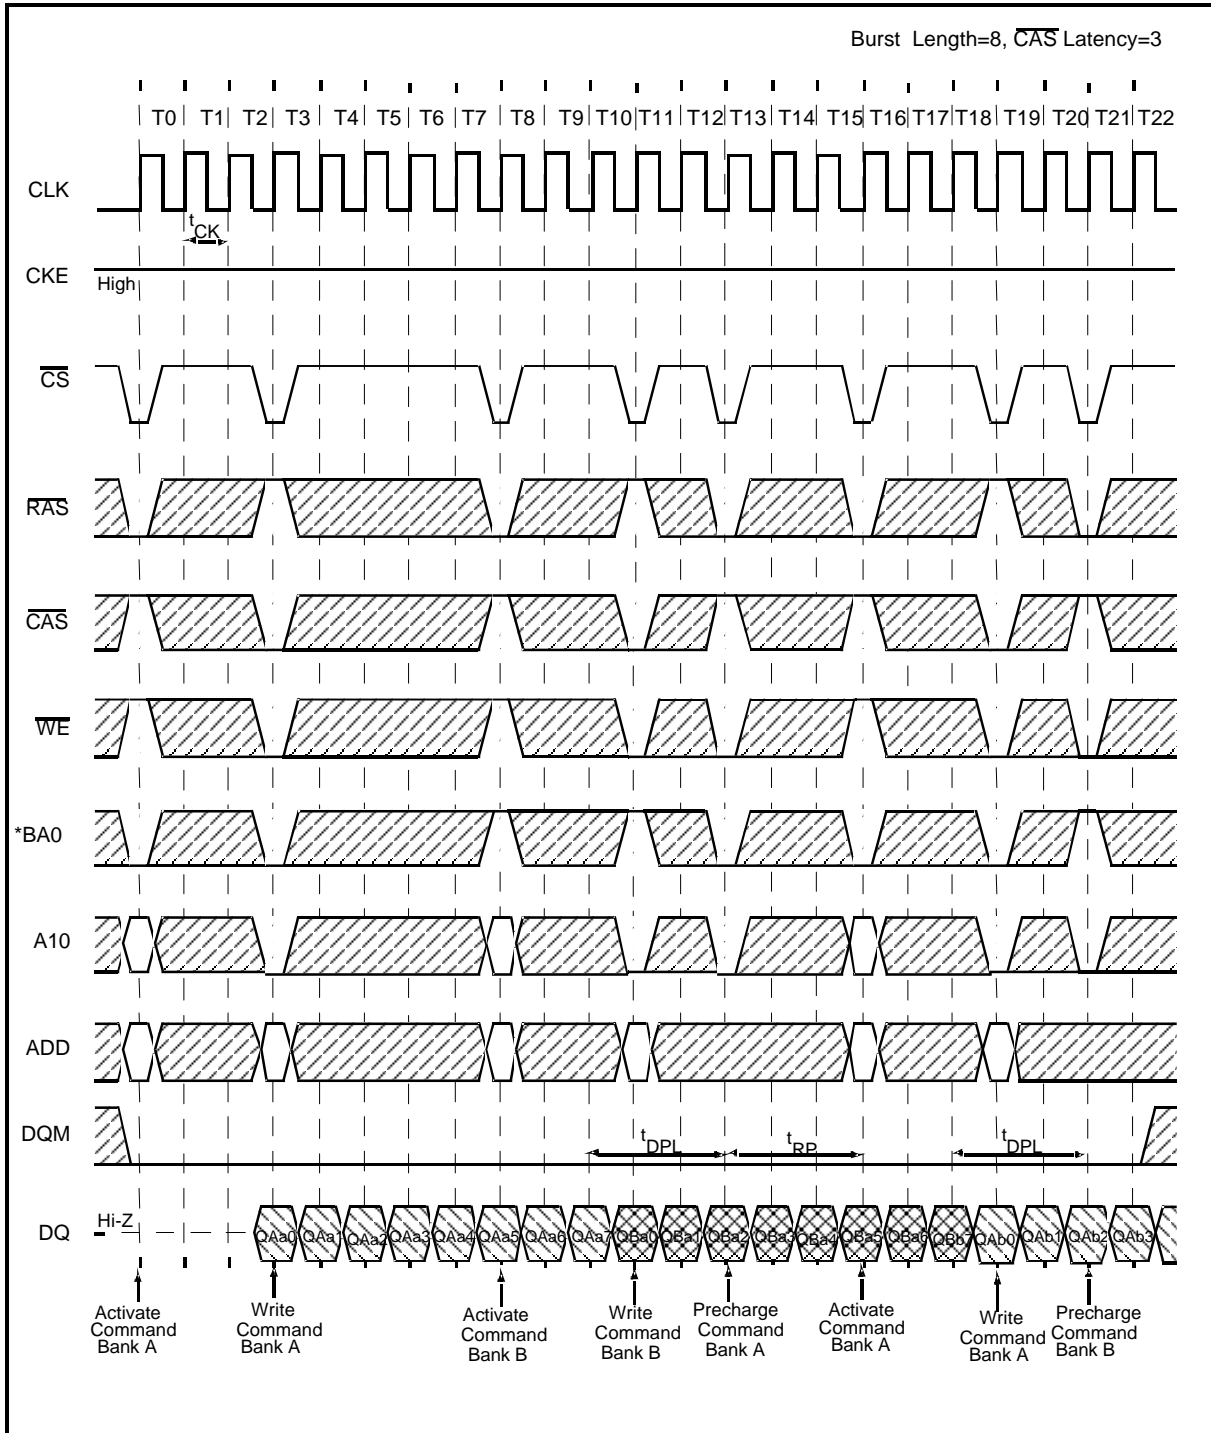 Burst Length=8, CAS Latency=3
T0 T1 T2 T3 T4 T5 T6 T7 T8 T9 T10 T11 T12 T13 T14 T15 T16 T17 T18 T19 T20 T21 T22
CLK
tCK
CKE
High
CS
RAS
CAS
WE
*BA0
A10
ADD
DQM
tDPL tRP tDPL
DQ
Hi-Z
QAa0 QAa1 QAa2 QAa3 QAa4 QAa5 QAa6 QAa7 QBa0 QBa1 QBa2 QBa3 QBa4 QBa5 QBa6 QBb7 QAb0 QAb1 QAb2 QAb3
Activate
Command
Bank A
Write
Command
Bank A
Activate
Command
Bank B
Write
Command
Bank B
Precharge
Command
Bank A
Activate
Command
Bank A
Write
Command
Bank A
Precharge
Command
Bank B